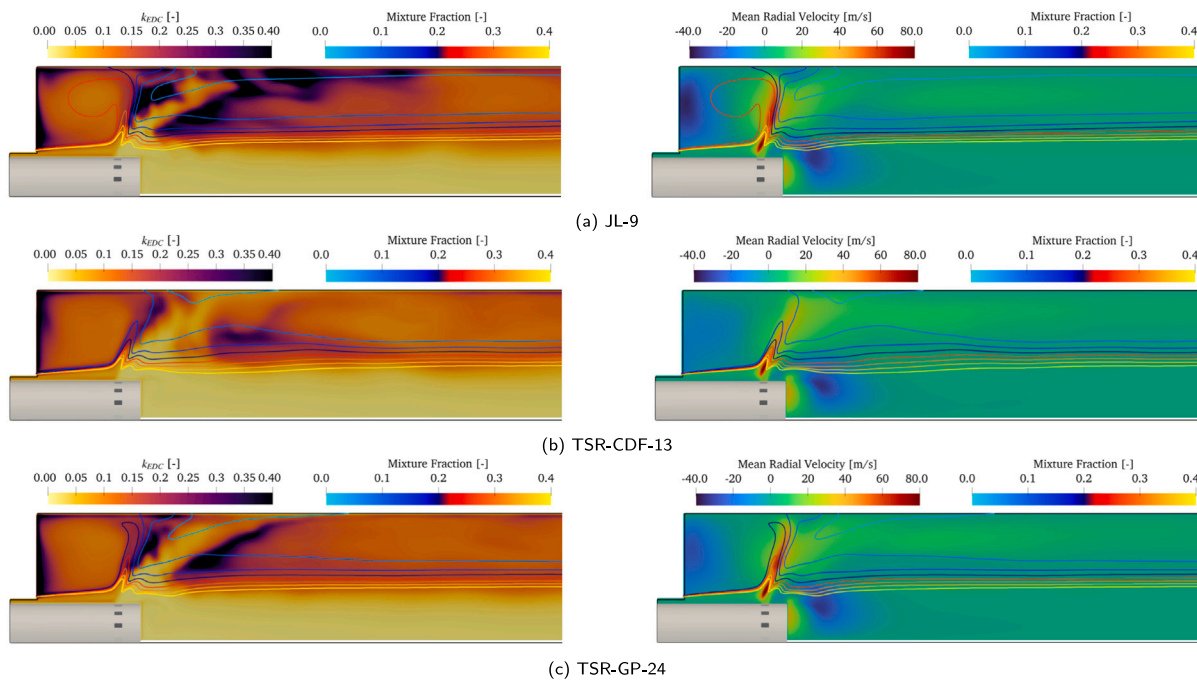 k_EDC [-] Mixture Fraction [-] Mean Radial Velocity [m/s] Mixture Fraction [-]
0.00 0.05 0.1 0.15 0.2 0.25 0.3 0.35 0.40 0.0 0.1 0.2 0.3 0.4 -40.0 -20 0 20 40 60 80.0 0.0 0.1 0.2 0.3 0.4
(a) JL-9
k_EDC [-] Mixture Fraction [-] Mean Radial Velocity [m/s] Mixture Fraction [-]
0.00 0.05 0.1 0.15 0.2 0.25 0.3 0.35 0.40 0.0 0.1 0.2 0.3 0.4 -40.0 -20 0 20 40 60 80.0 0.0 0.1 0.2 0.3 0.4
(b) TSR-CDF-13
k_EDC [-] Mixture Fraction [-] Mean Radial Velocity [m/s] Mixture Fraction [-]
0.00 0.05 0.1 0.15 0.2 0.25 0.3 0.35 0.40 0.0 0.1 0.2 0.3 0.4 -40.0 -20 0 20 40 60 80.0 0.0 0.1 0.2 0.3 0.4
(c) TSR-GP-24